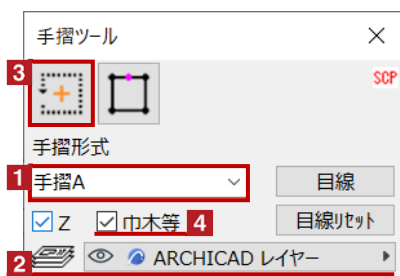 手摺ツール
3
SCP
手摺形式
1 手摺A 目線
Z 巾木等 4 目線リセット
2 ARCHICAD レイヤー